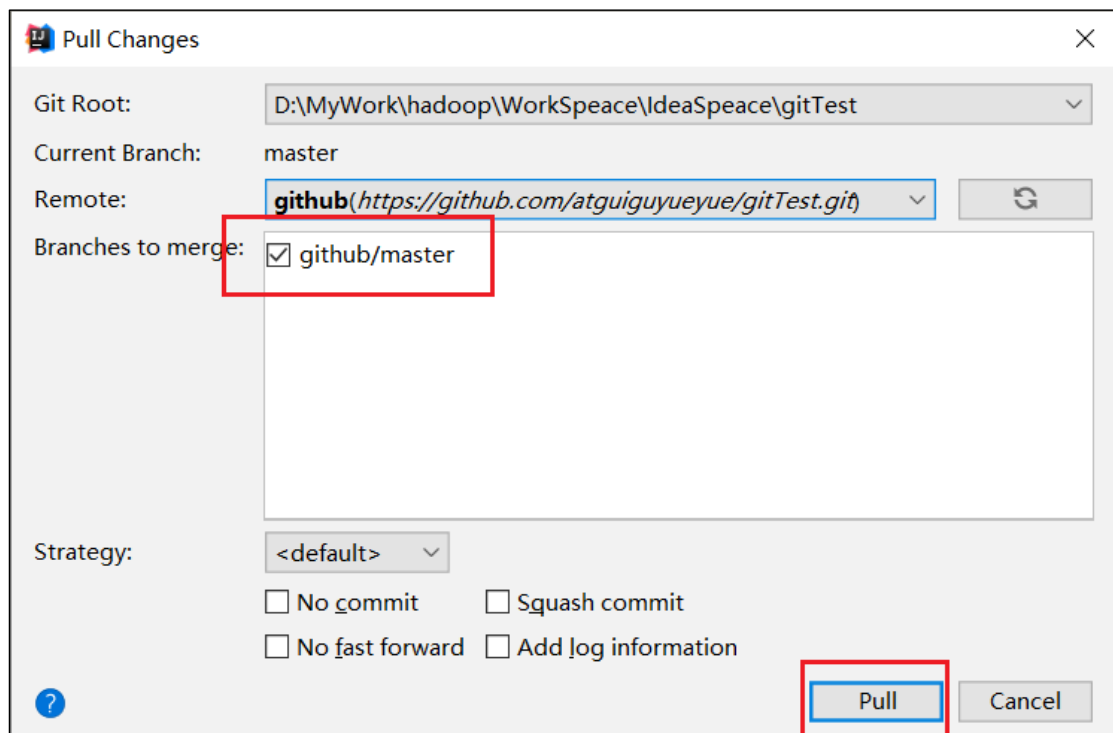 Pull Changes
Git Root: D:\MyWork\hadoop\WorkSpeace\IdeaSpeace\gitTest
Current Branch: master
Remote: github(https://github.com/atguiguyueyue/gitTest.git)
Branches to merge: github/master
Strategy: <default>
No commit Squash commit
No fast forward Add log information
? Pull Cancel